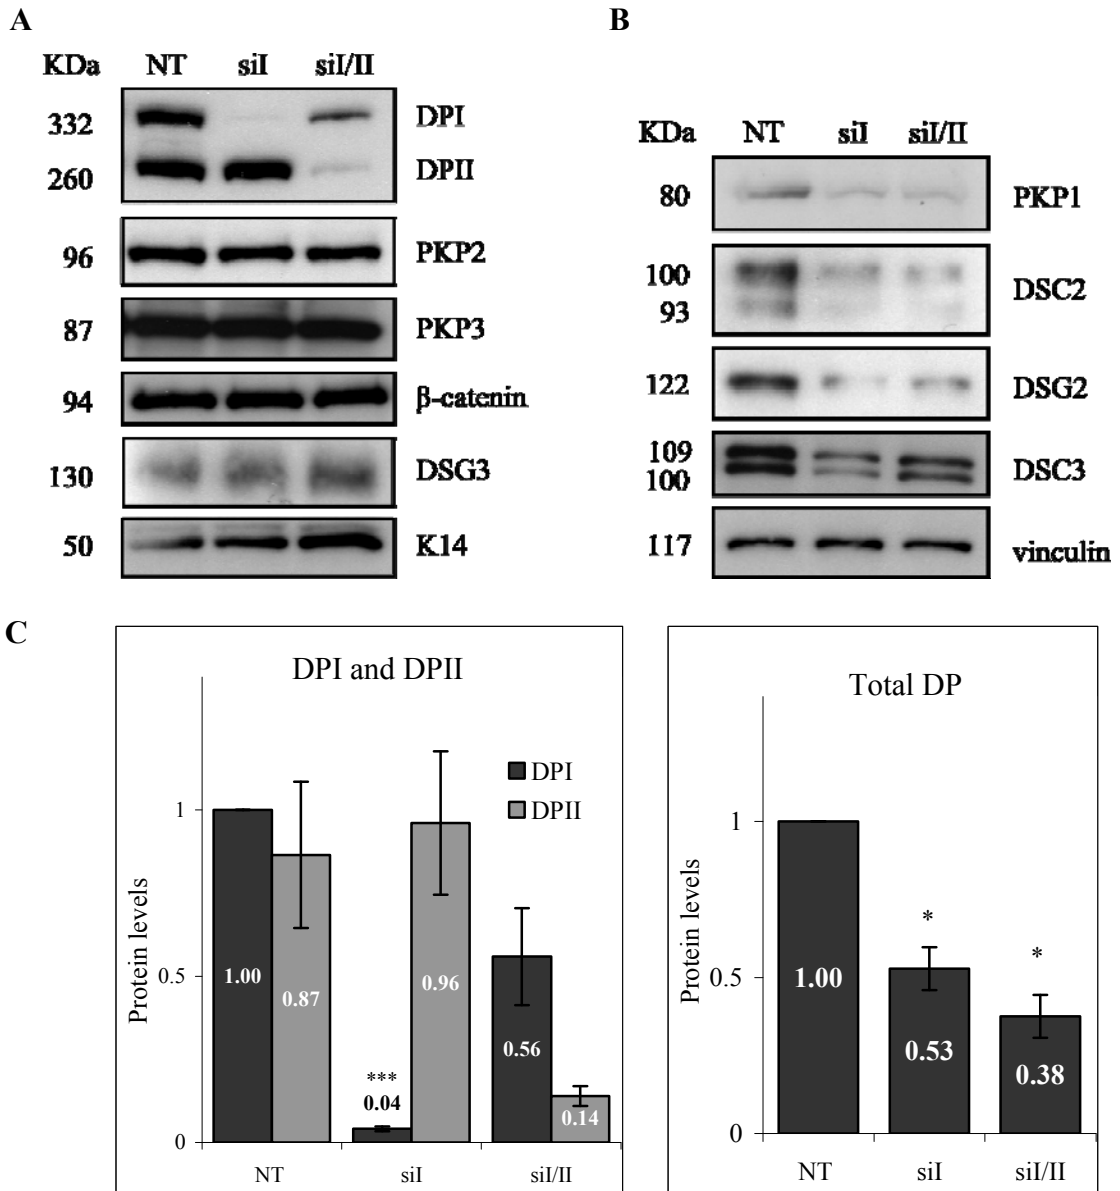 A
KDa NT siI siI/II
332 DPI
260 DPII
96 PKP2
87 PKP3
94 β-catenin
130 DSG3
50 K14
B
KDa NT siI siI/II
80 PKP1
100
93
DSC2
122 DSG2
109
100
DSC3
117 vinculin
C
DPI and DPII
Protein levels
1
0.5
0
DPI
DPII
1.00
0.87
***
0.04
0.96
0.56
0.14
NT siI siI/II
Total DP
Protein levels
1
0.5
0
1.00
*
0.53
*
0.38
NT siI siI/II